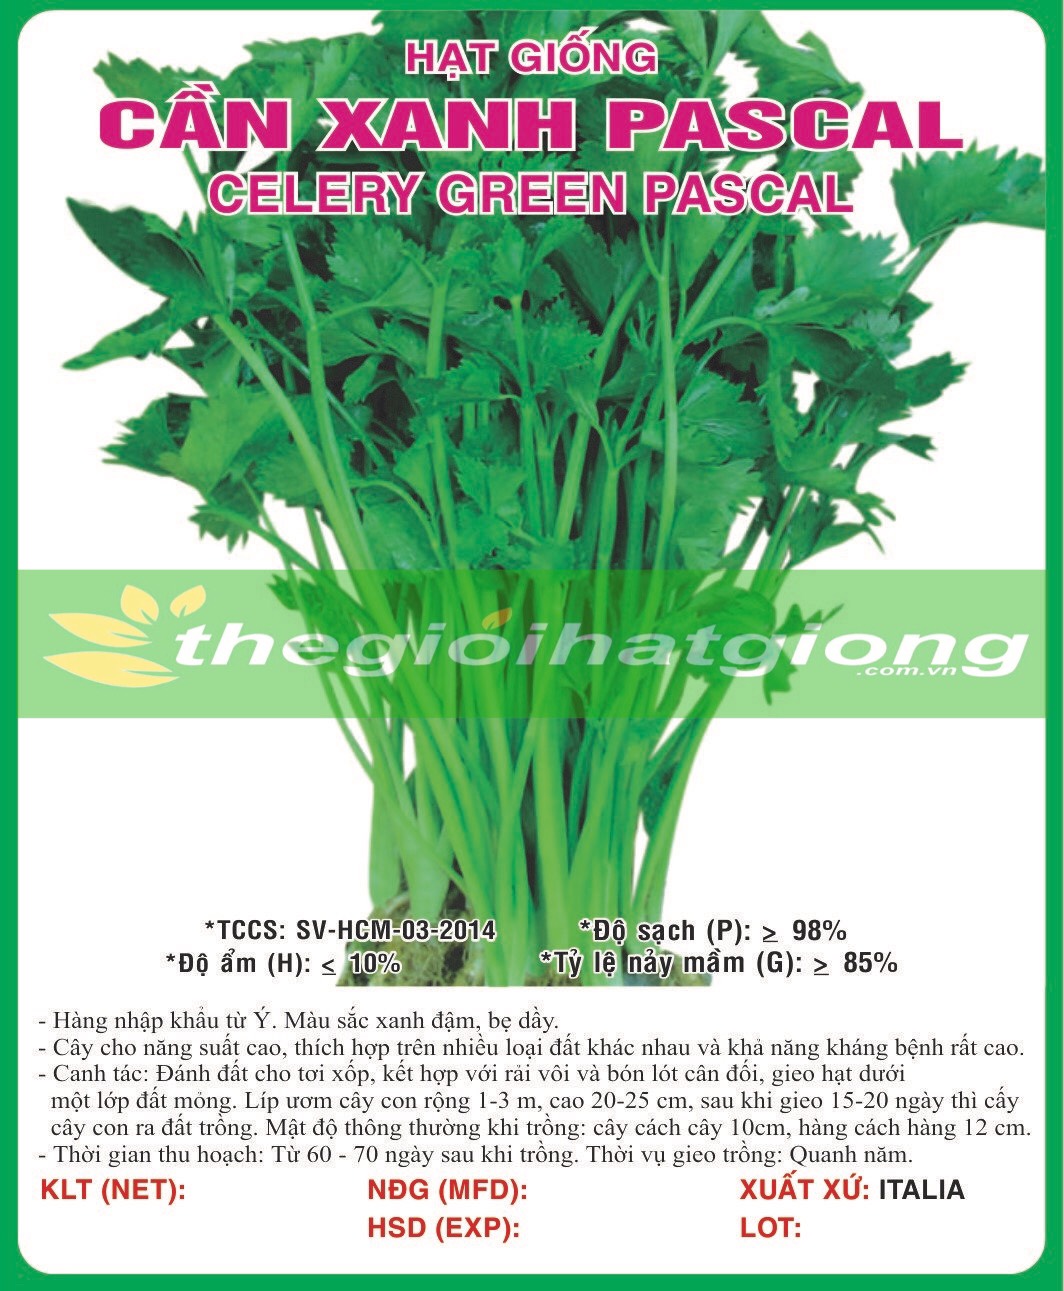 HẠT GIỐNG
CẦN XANH PASCAL
CELERY GREEN PASCAL
thegioihatgiong
.com.vn
*TCCS: SV-HCM-03-2014 *Độ sạch (P): ≥ 98%
*Độ ẩm (H): ≤ 10% *Tỷ lệ nảy mầm (G): ≥ 85%
- Hàng nhập khẩu từ Ý. Màu sắc xanh đậm, bẹ dầy.
- Cây cho năng suất cao, thích hợp trên nhiều loại đất khác nhau và khả năng kháng bệnh rất cao.
- Canh tác: Đánh đất cho tơi xốp, kết hợp với rải vôi và bón lót cân đối, gieo hạt dưới
một lớp đất mỏng. Líp ươm cây con rộng 1-3 m, cao 20-25 cm, sau khi gieo 15-20 ngày thì cấy
cây con ra đất trồng. Mật độ thông thường khi trồng: cây cách cây 10cm, hàng cách hàng 12 cm.
- Thời gian thu hoạch: Từ 60 - 70 ngày sau khi trồng. Thời vụ gieo trồng: Quanh năm.
KLT (NET): NĐG (MFD): XUẤT XỨ: ITALIA
HSD (EXP): LOT: